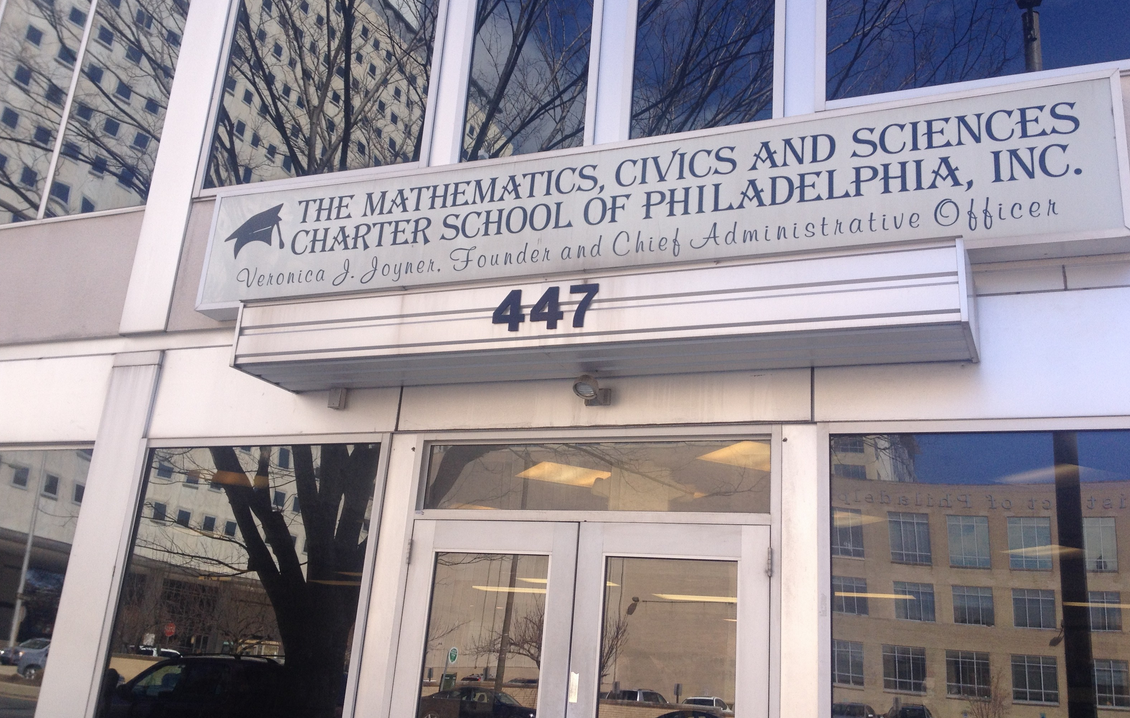 THE MATHEMATICS, CIVICS AND SCIENCES
CHARTER SCHOOL OF PHILADELPHIA, INC.
Veronica J. Joyner. Founder and Chief Administrative Officer
447